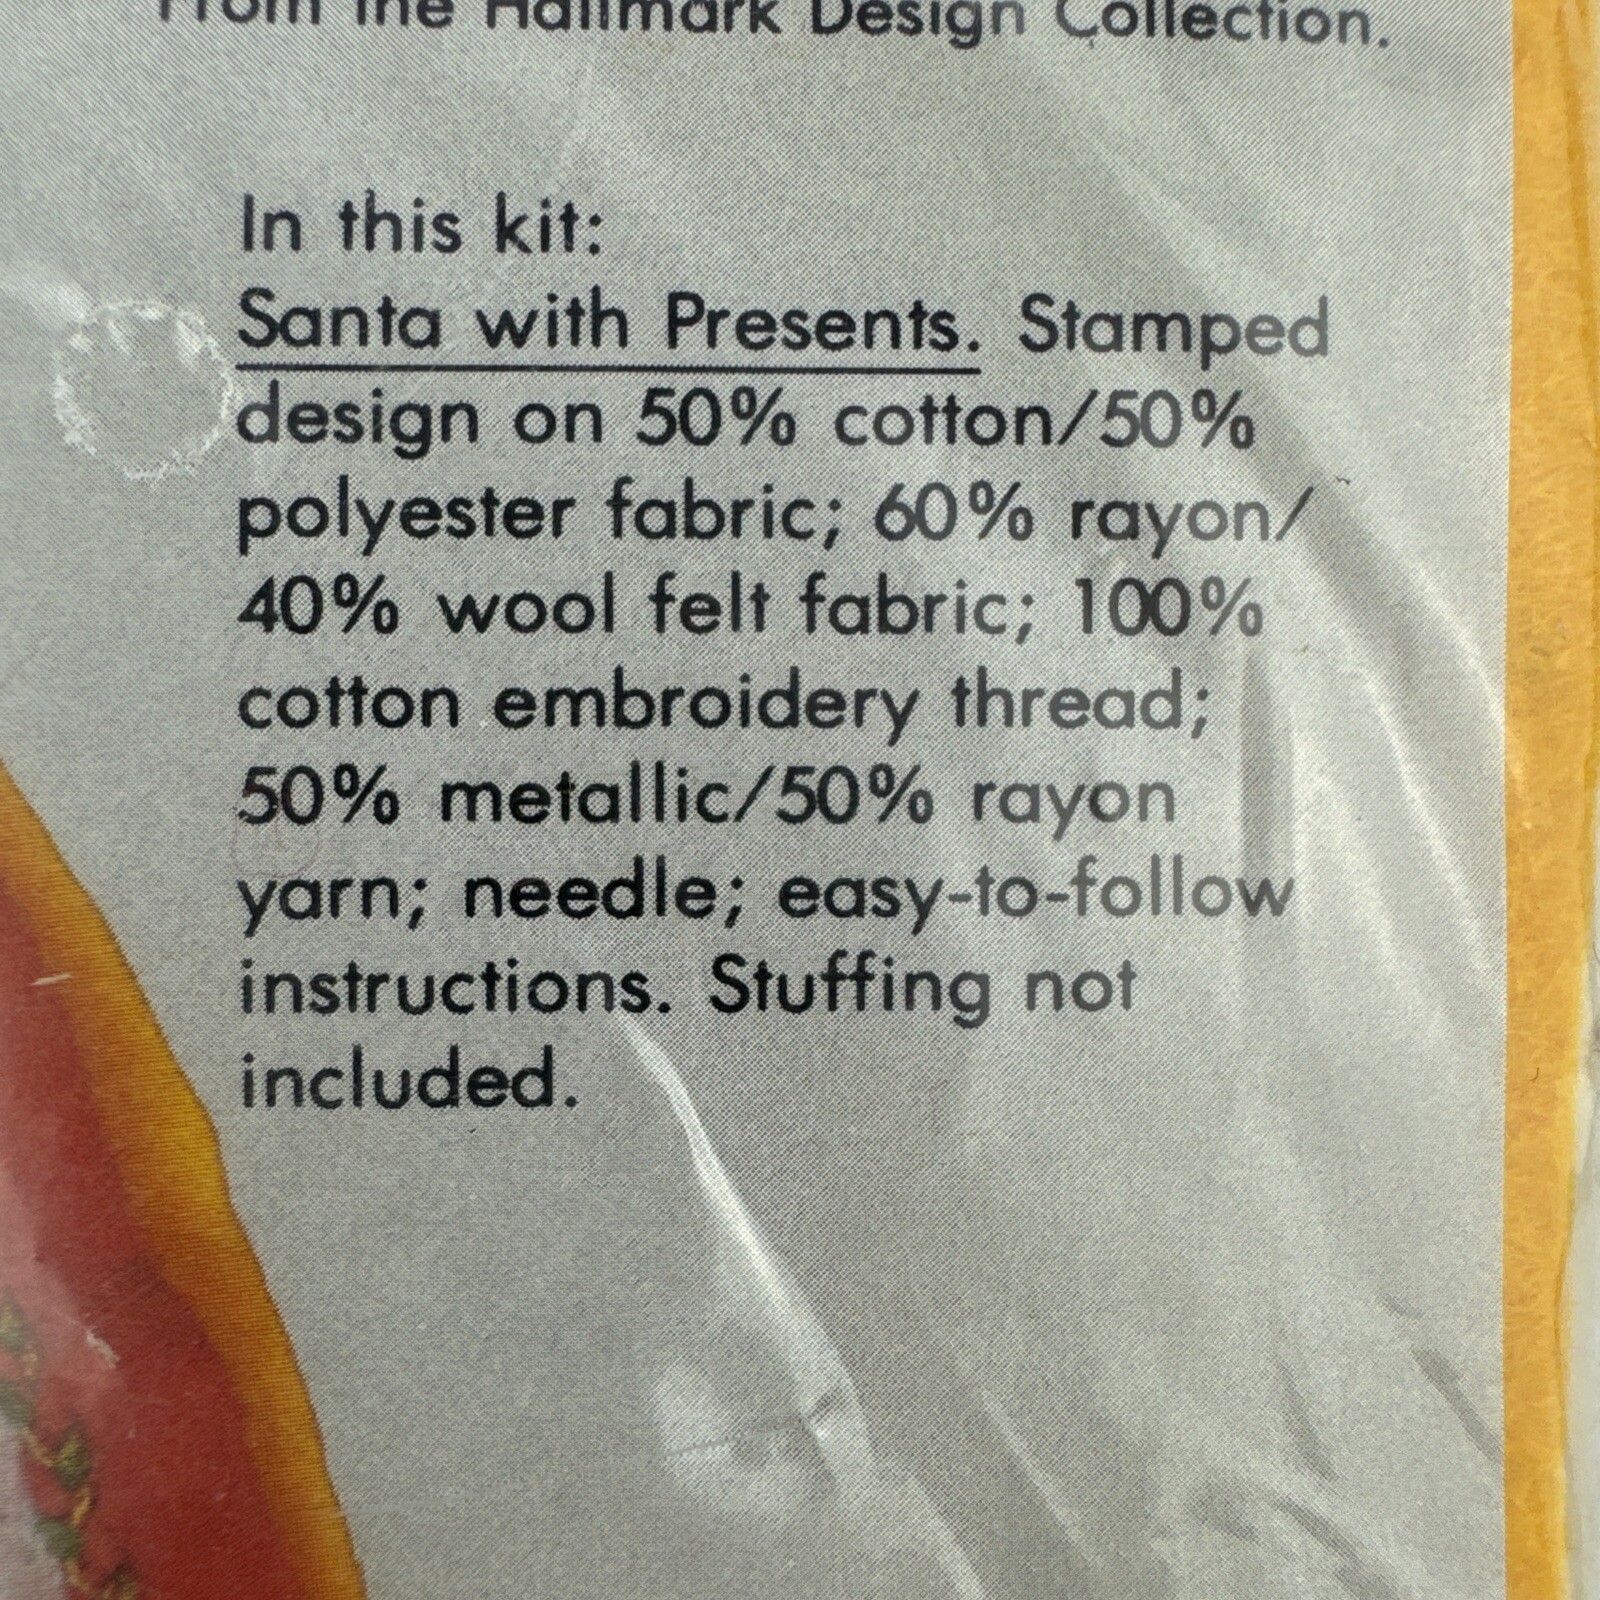 From the Hallmark Design Collection.
In this kit:
Santa with Presents. Stamped
design on 50% cotton/50%
polyester fabric; 60% rayon/
40% wool felt fabric; 100%
cotton embroidery thread;
50% metallic/50% rayon
yarn; needle; easy-to-follow
instructions. Stuffing not
included.